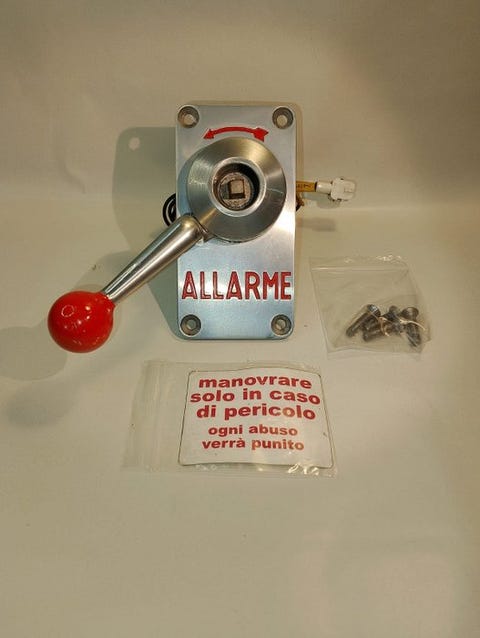 ALLARME
manovrare
solo in caso
di pericolo
ogni abuso
verrà punito